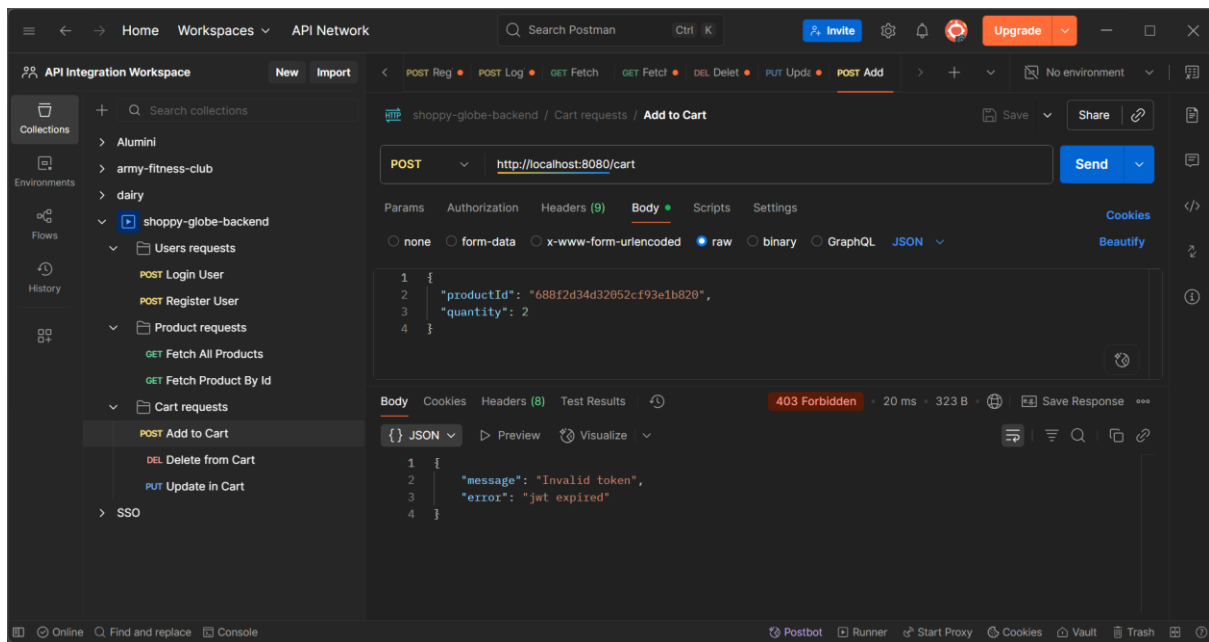 Home Workspaces API Network Search Postman Ctrl K Invite Upgrade
API Integration Workspace New Import POST Reg POST Log GET Fetch GET Fetch DEL Delet PUT Upda POST Add No environment
Collections
Environments
Flows
History
Search collections
Alumini
army-fitness-club
dairy
shoppy-globe-backend
Users requests
POST Login User
POST Register User
Product requests
GET Fetch All Products
GET Fetch Product By Id
Cart requests
POST Add to Cart
DEL Delete from Cart
PUT Update in Cart
SSO
HTTP shoppy-globe-backend / Cart requests / Add to Cart Save Share
POST http://localhost:8080/cart Send
Params Authorization Headers (9) Body Scripts Settings Cookies
none form-data x-www-form-urlencoded raw binary GraphQL JSON Beautify
1 {
2 "productId": "688f2d34d32052cf93e1b820",
3 "quantity": 2
4 }
Body Cookies Headers (8) Test Results 403 Forbidden 20 ms 323 B Save Response
{} JSON Preview Visualize
1 {
2 "message": "Invalid token",
3 "error": "jwt expired"
4 }
Online Find and replace Console Postbot Runner Start Proxy Cookies Vault Trash